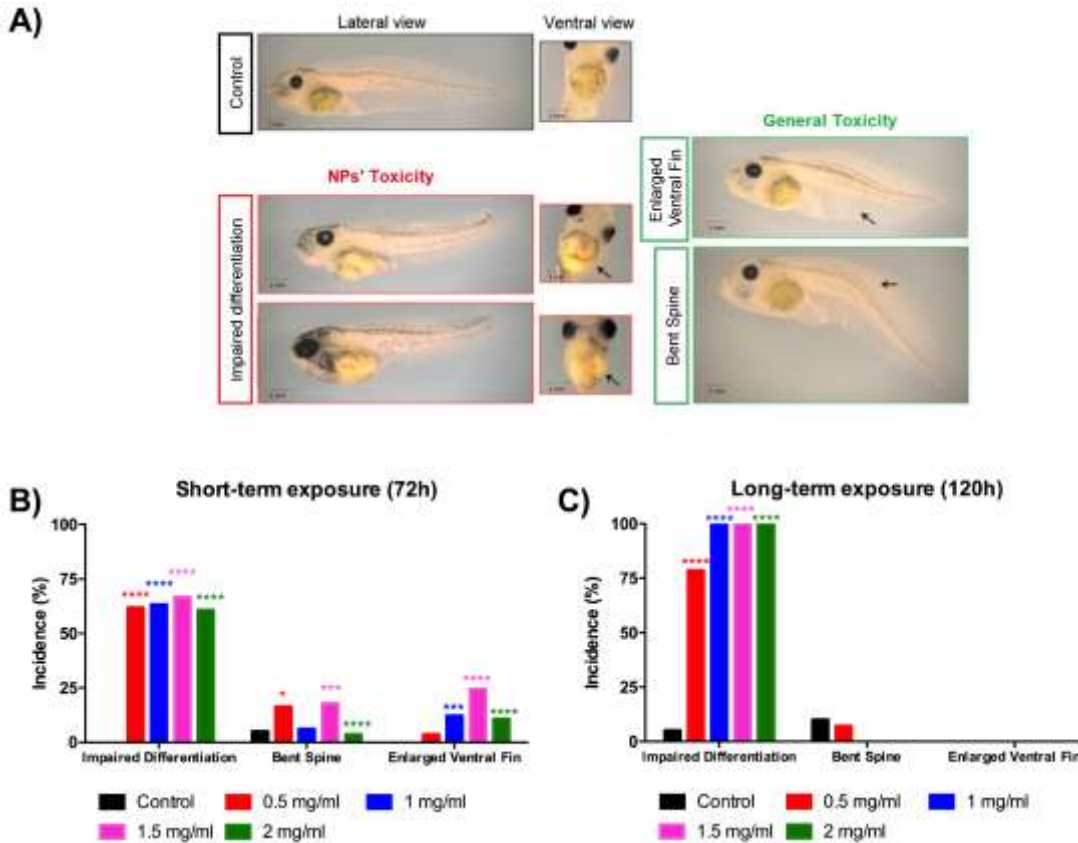 A)
Lateral view
Ventral view
Control
General Toxicity
Enlarged
Ventral Fin
NPs' Toxicity
Impaired differentiation
Bent Spine
B)
Short-term exposure (72h)
Incidence (%)
100
75
50
25
0
****
****
****
****
*
***
****
***
****
****
Impaired Differentiation
Bent Spine
Enlarged Ventral Fin
Control
0.5 mg/ml
1 mg/ml
1.5 mg/ml
2 mg/ml
C)
Long-term exposure (120h)
Incidence (%)
100
75
50
25
0
****
****
****
****
Impaired Differentiation
Bent Spine
Enlarged Ventral Fin
Control
0.5 mg/ml
1 mg/ml
1.5 mg/ml
2 mg/ml